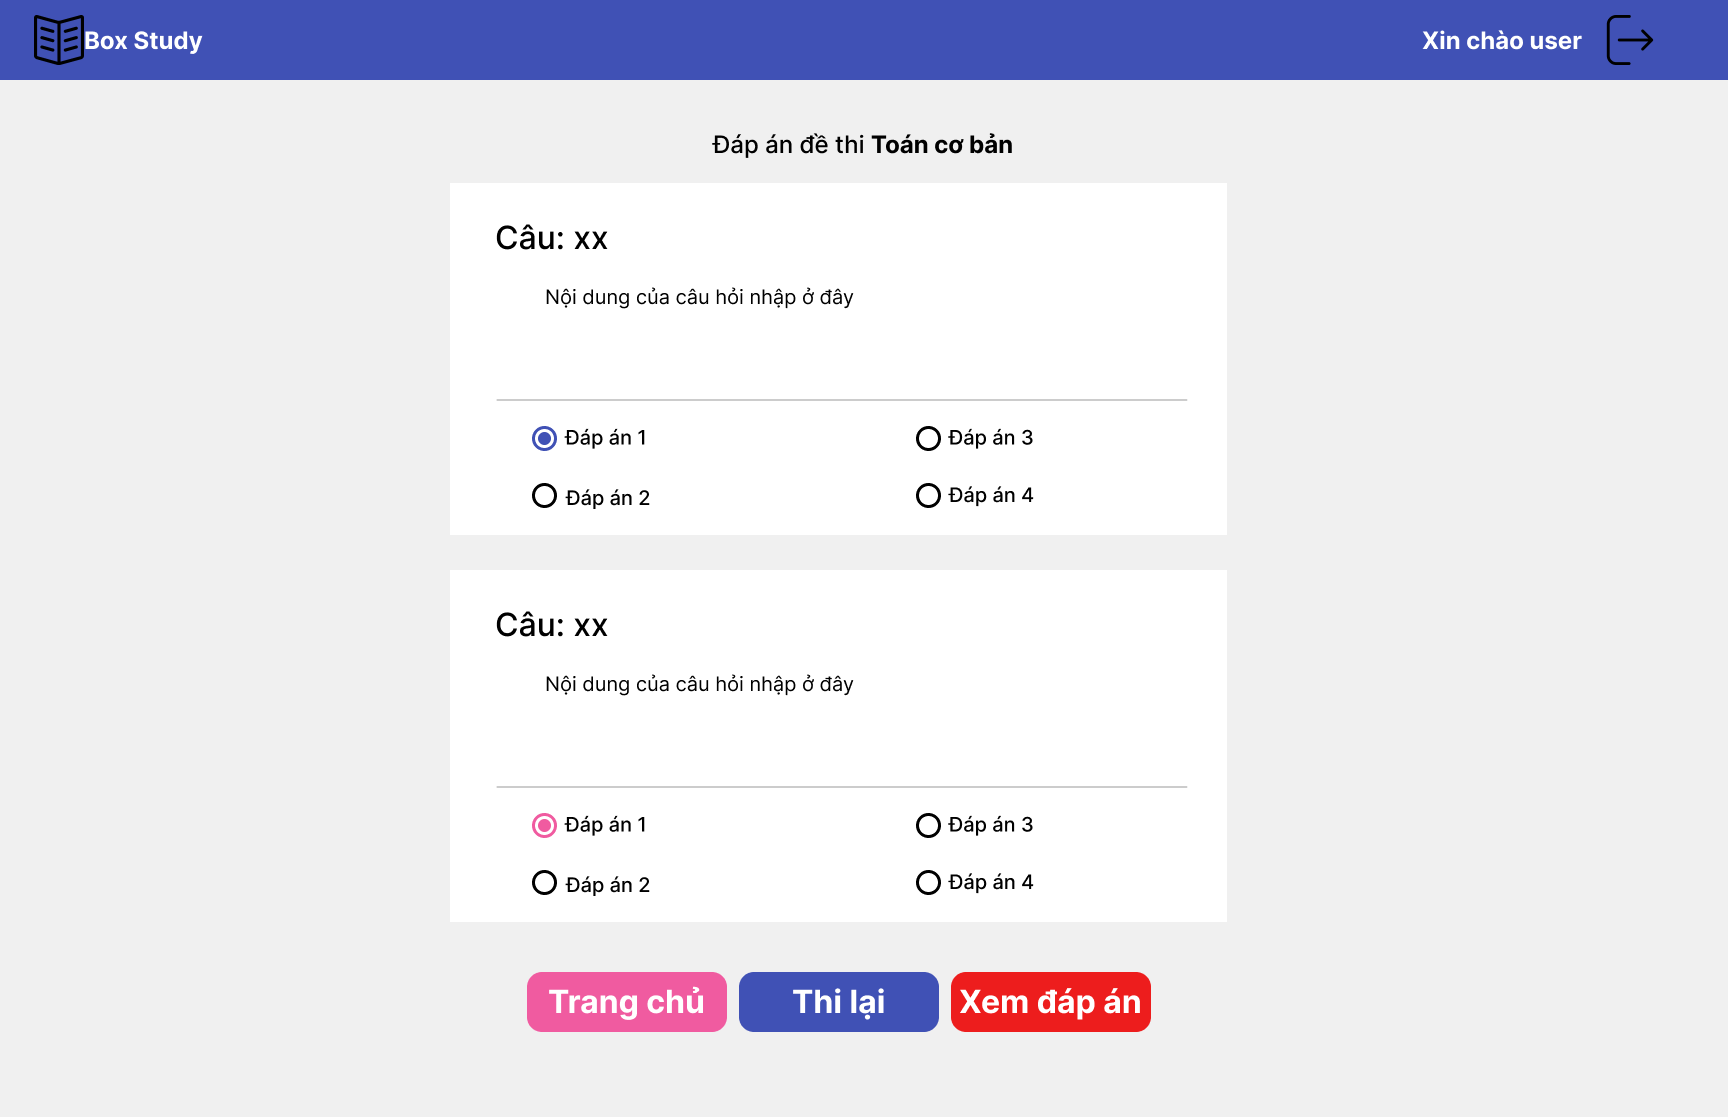 Box Study
Xin chào user
Đáp án đề thi Toán cơ bản
Câu: xx
Nội dung của câu hỏi nhập ở đây
Đáp án 1
Đáp án 3
Đáp án 2
Đáp án 4
Câu: xx
Nội dung của câu hỏi nhập ở đây
Đáp án 1
Đáp án 3
Đáp án 2
Đáp án 4
Trang chủ
Thi lại
Xem đáp án